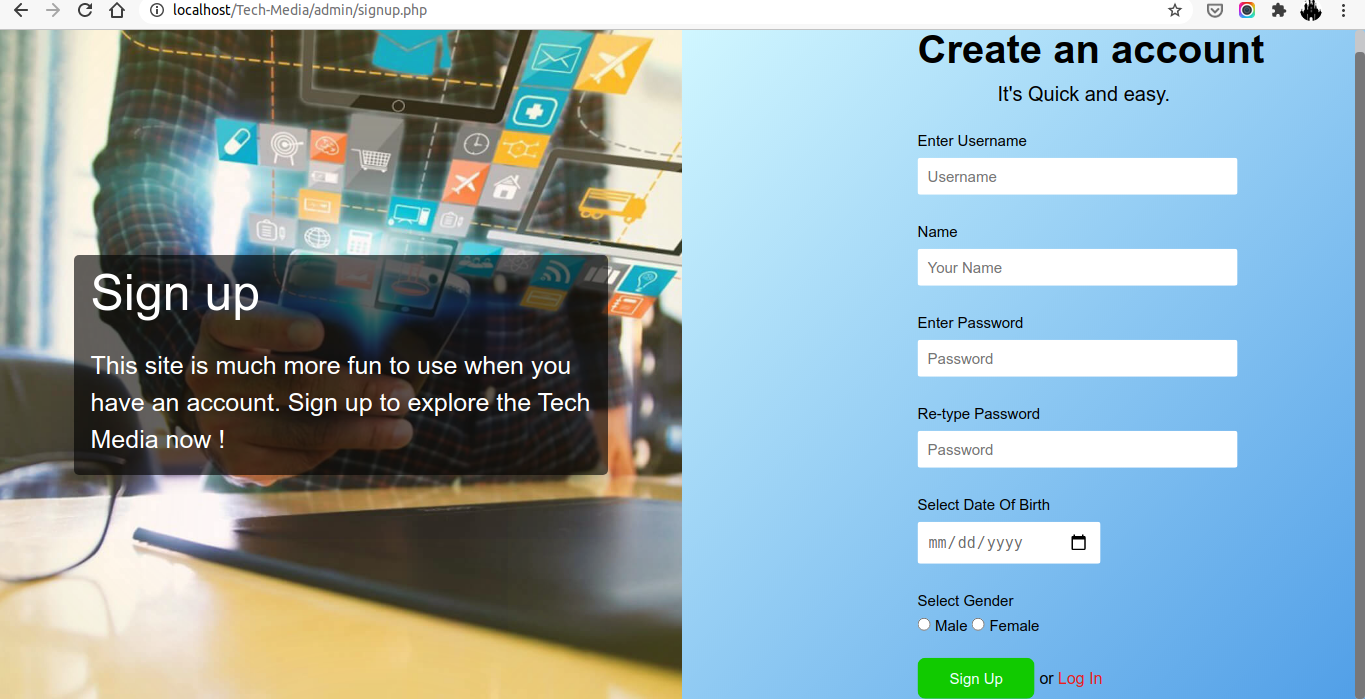 localhost/Tech-Media/admin/signup.php
Sign up
This site is much more fun to use when you
have an account. Sign up to explore the Tech
Media now !
Create an account
It's Quick and easy.
Enter Username
Username
Name
Your Name
Enter Password
Password
Re-type Password
Password
Select Date Of Birth
mm/dd/yyyy
Select Gender
Male Female
Sign Up or Log In